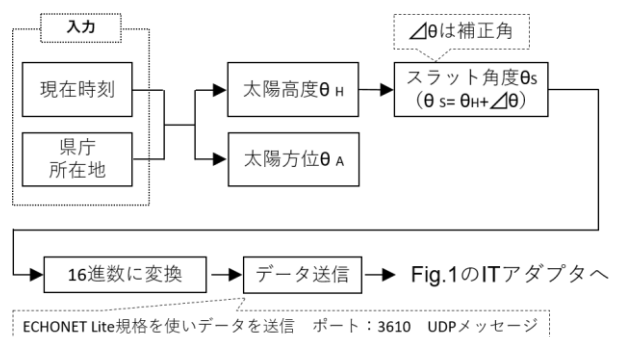 入力
⊿θは補正角
現在時刻
太陽高度θ H
スラット角度θs
（θ s= θH+⊿θ）
県庁
所在地
太陽方位θ A
16進数に変換
データ送信
Fig.1のITアダプタへ
ECHONET Lite規格を使いデータを送信　ポート：3610　UDPメッセージ